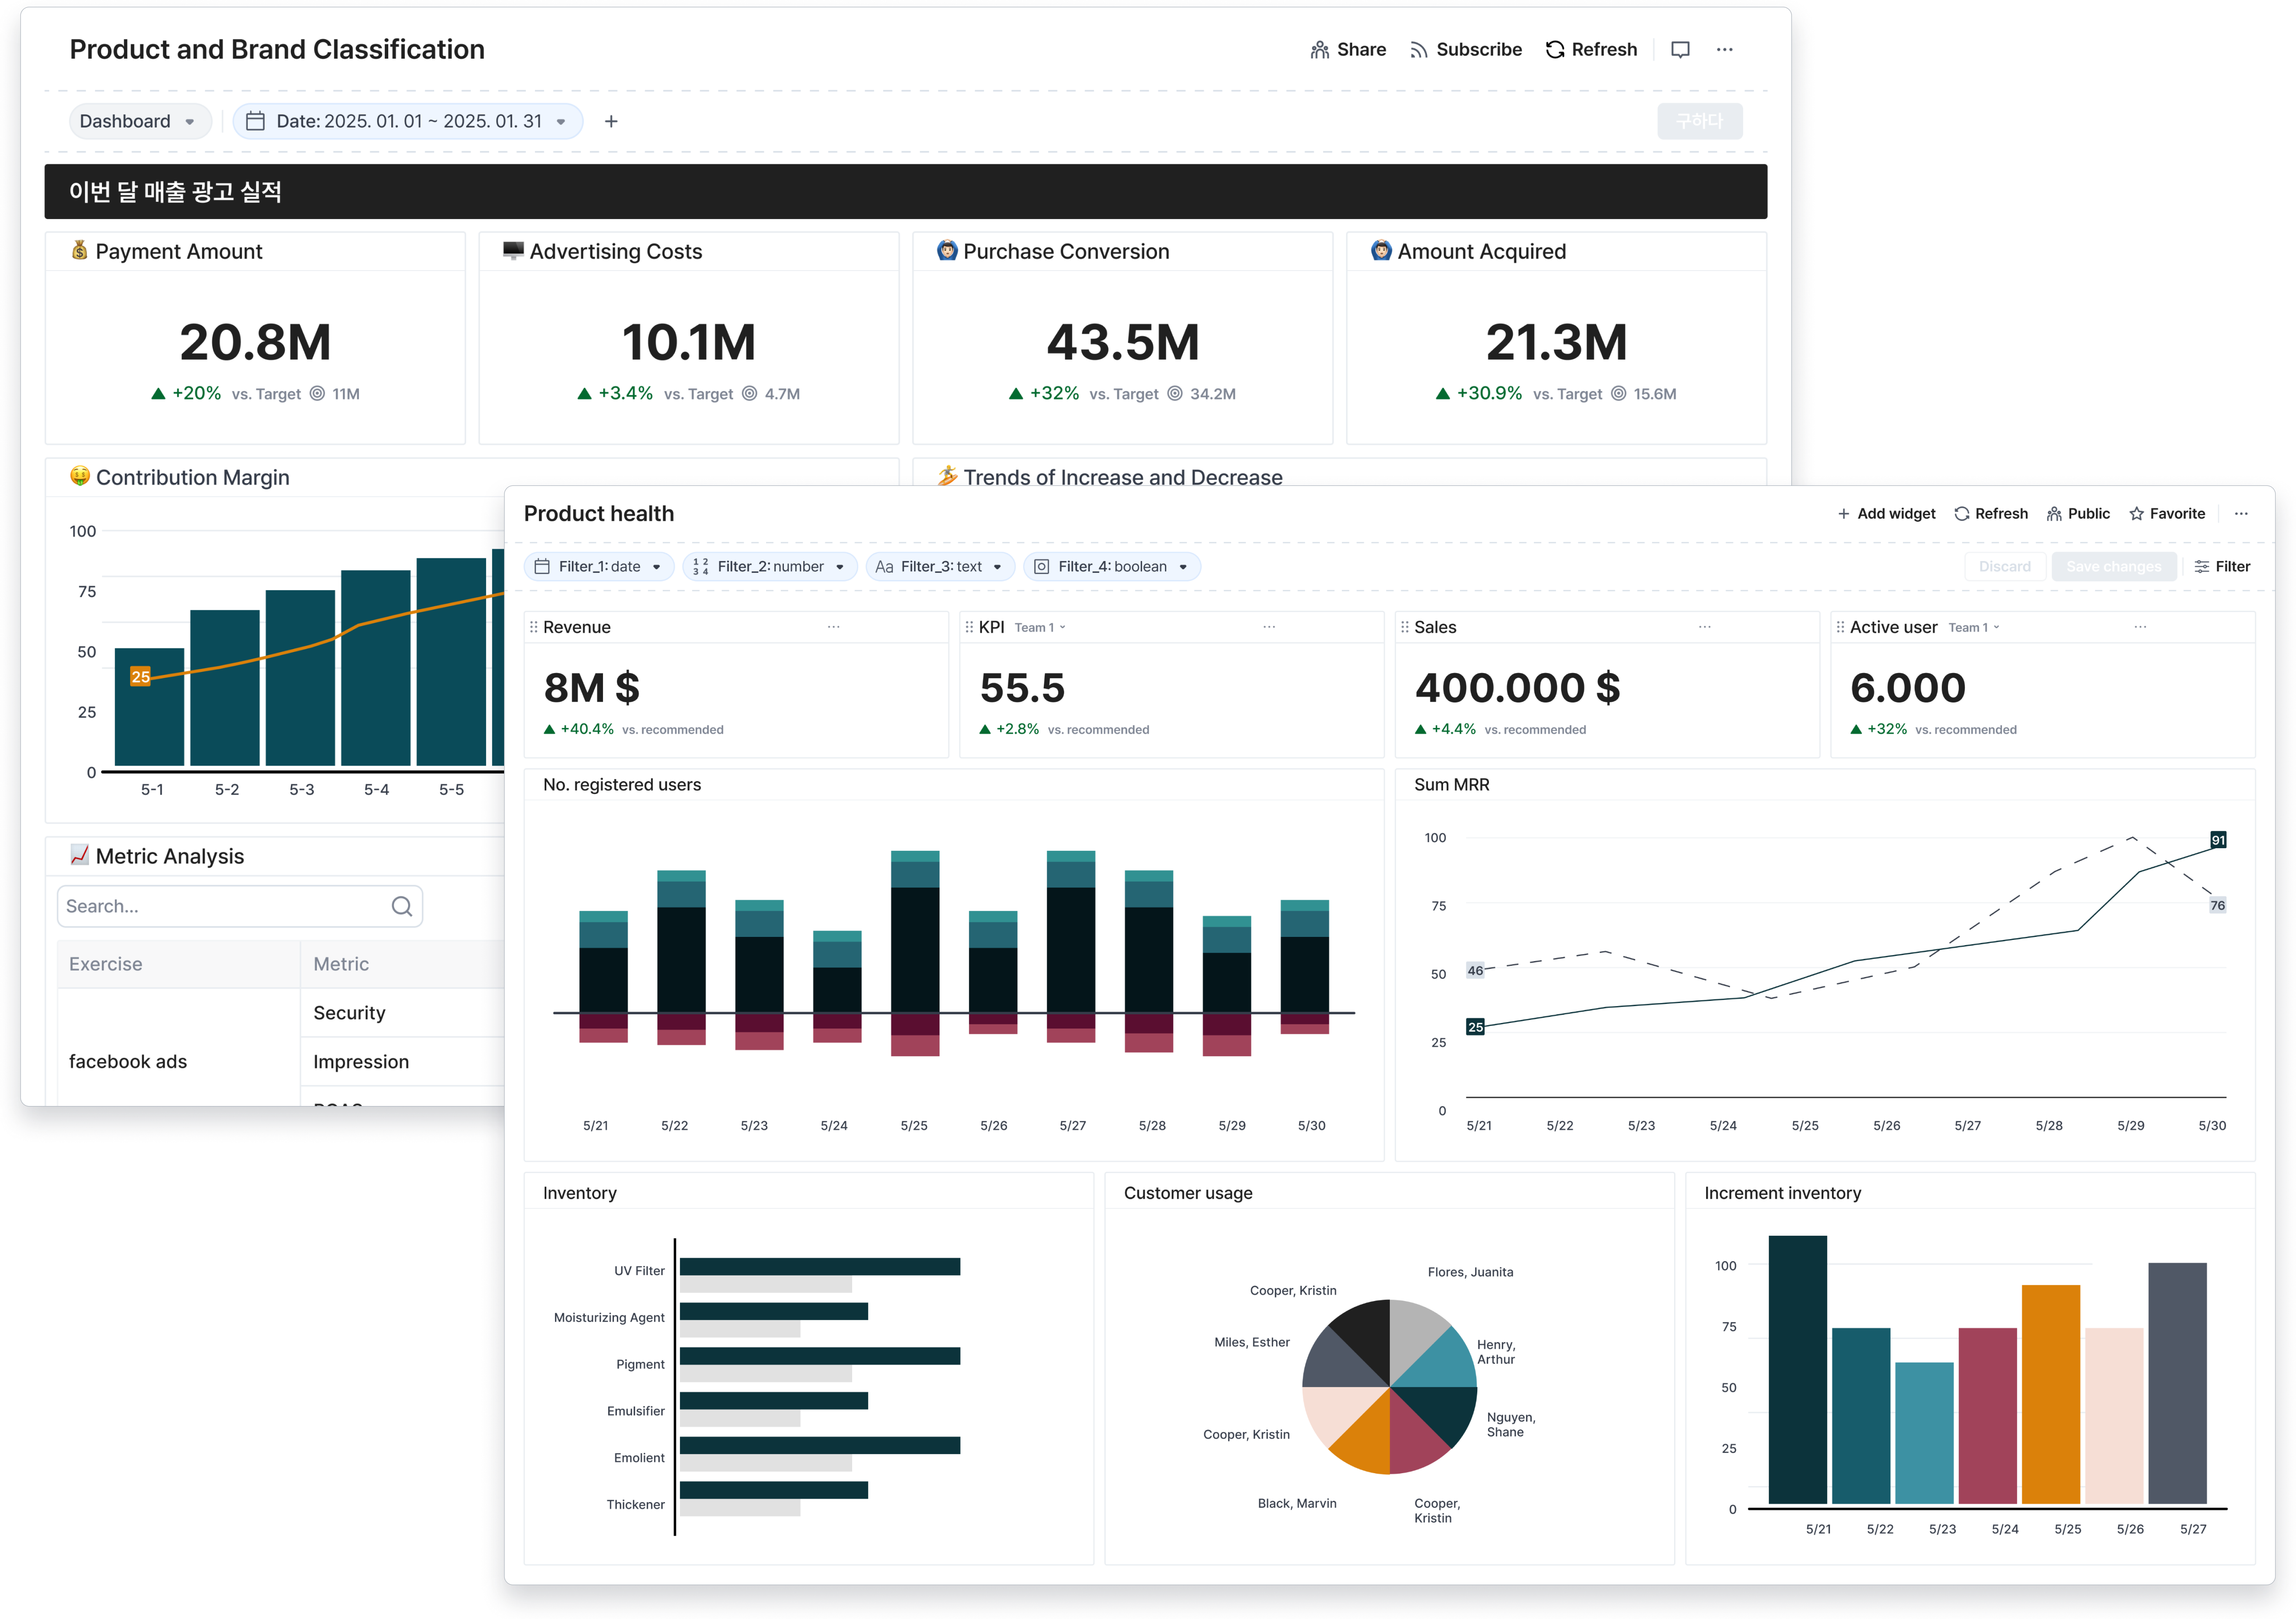 Product and Brand Classification
Share Subscribe Refresh
Dashboard Date: 2025. 01. 01 ~ 2025. 01. 31 +
구하다
이번 달 매출 광고 실적
Payment Amount
20.8M
+20% vs. Target 11M
Advertising Costs
10.1M
+3.4% vs. Target 4.7M
Purchase Conversion
43.5M
+32% vs. Target 34.2M
Amount Acquired
21.3M
+30.9% vs. Target 15.6M
Contribution Margin
100
75
50
25
0
25
5-1 5-2 5-3 5-4 5-5
Trends of Increase and Decrease
Metric Analysis
Search...
Exercise Metric
facebook ads
Security
Impression
Product health
+ Add widget Refresh Public Favorite
Filter_1: date 1 2 3 4 Filter_2: number Aa Filter_3: text Filter_4: boolean
Discard Save changes Filter
Revenue
8M $
+40.4% vs. recommended
KPI Team 1
55.5
+2.8% vs. recommended
Sales
400.000 $
+4.4% vs. recommended
Active user Team 1
6.000
+32% vs. recommended
No. registered users
5/21 5/22 5/23 5/24 5/25 5/26 5/27 5/28 5/29 5/30
Sum MRR
100
75
50
25
0
46
25
91
76
5/21 5/22 5/23 5/24 5/25 5/26 5/27 5/28 5/29 5/30
Inventory
UV Filter
Moisturizing Agent
Pigment
Emulsifier
Emolient
Thickener
Customer usage
Flores, Juanita
Cooper, Kristin
Miles, Esther
Henry,
Arthur
Nguyen,
Shane
Cooper, Kristin
Black, Marvin
Cooper,
Kristin
Increment inventory
100
75
50
25
0
5/21 5/22 5/23 5/24 5/25 5/26 5/27